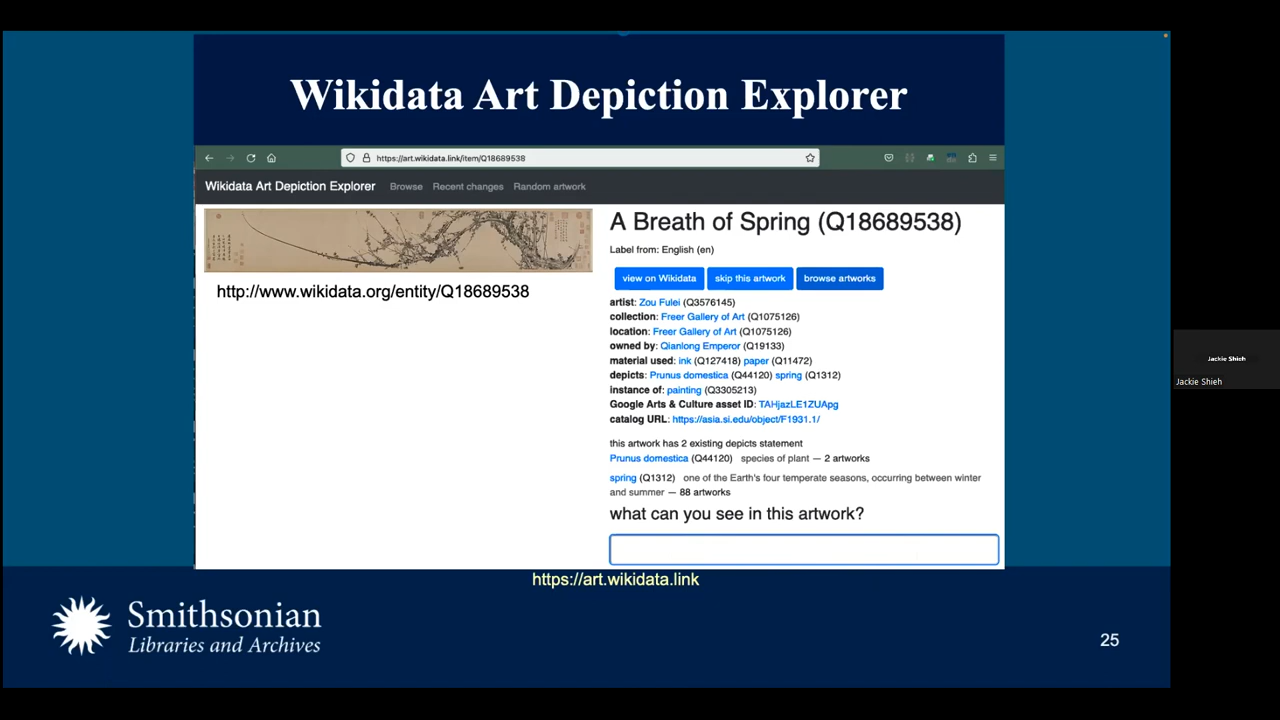 Wikidata Art Depiction Explorer
https://art.wikidata.link/item/Q18689538
Wikidata Art Depiction Explorer Browse Recent changes Random artwork
http://www.wikidata.org/entity/Q18689538
A Breath of Spring (Q18689538)
Label from: English (en)
view on Wikidata skip this artwork browse artworks
artist: Zou Fulei (Q3576145)
collection: Freer Gallery of Art (Q1075126)
location: Freer Gallery of Art (Q1075126)
owned by: Qianlong Emperor (Q19133)
material used: ink (Q127418) paper (Q11472)
depicts: Prunus domestica (Q44120) spring (Q1312)
instance of: painting (Q3305213)
Google Arts & Culture asset ID: TAHjazLE1ZUApg
catalog URL: https://asia.si.edu/object/F1931.1/
this artwork has 2 existing depicts statement
Prunus domestica (Q44120) species of plant — 2 artworks
spring (Q1312) one of the Earth's four temperate seasons, occurring between winter
and summer — 88 artworks
what can you see in this artwork?
https://art.wikidata.link
Smithsonian
Libraries and Archives
25
Jackie Shieh
Jackie Shieh